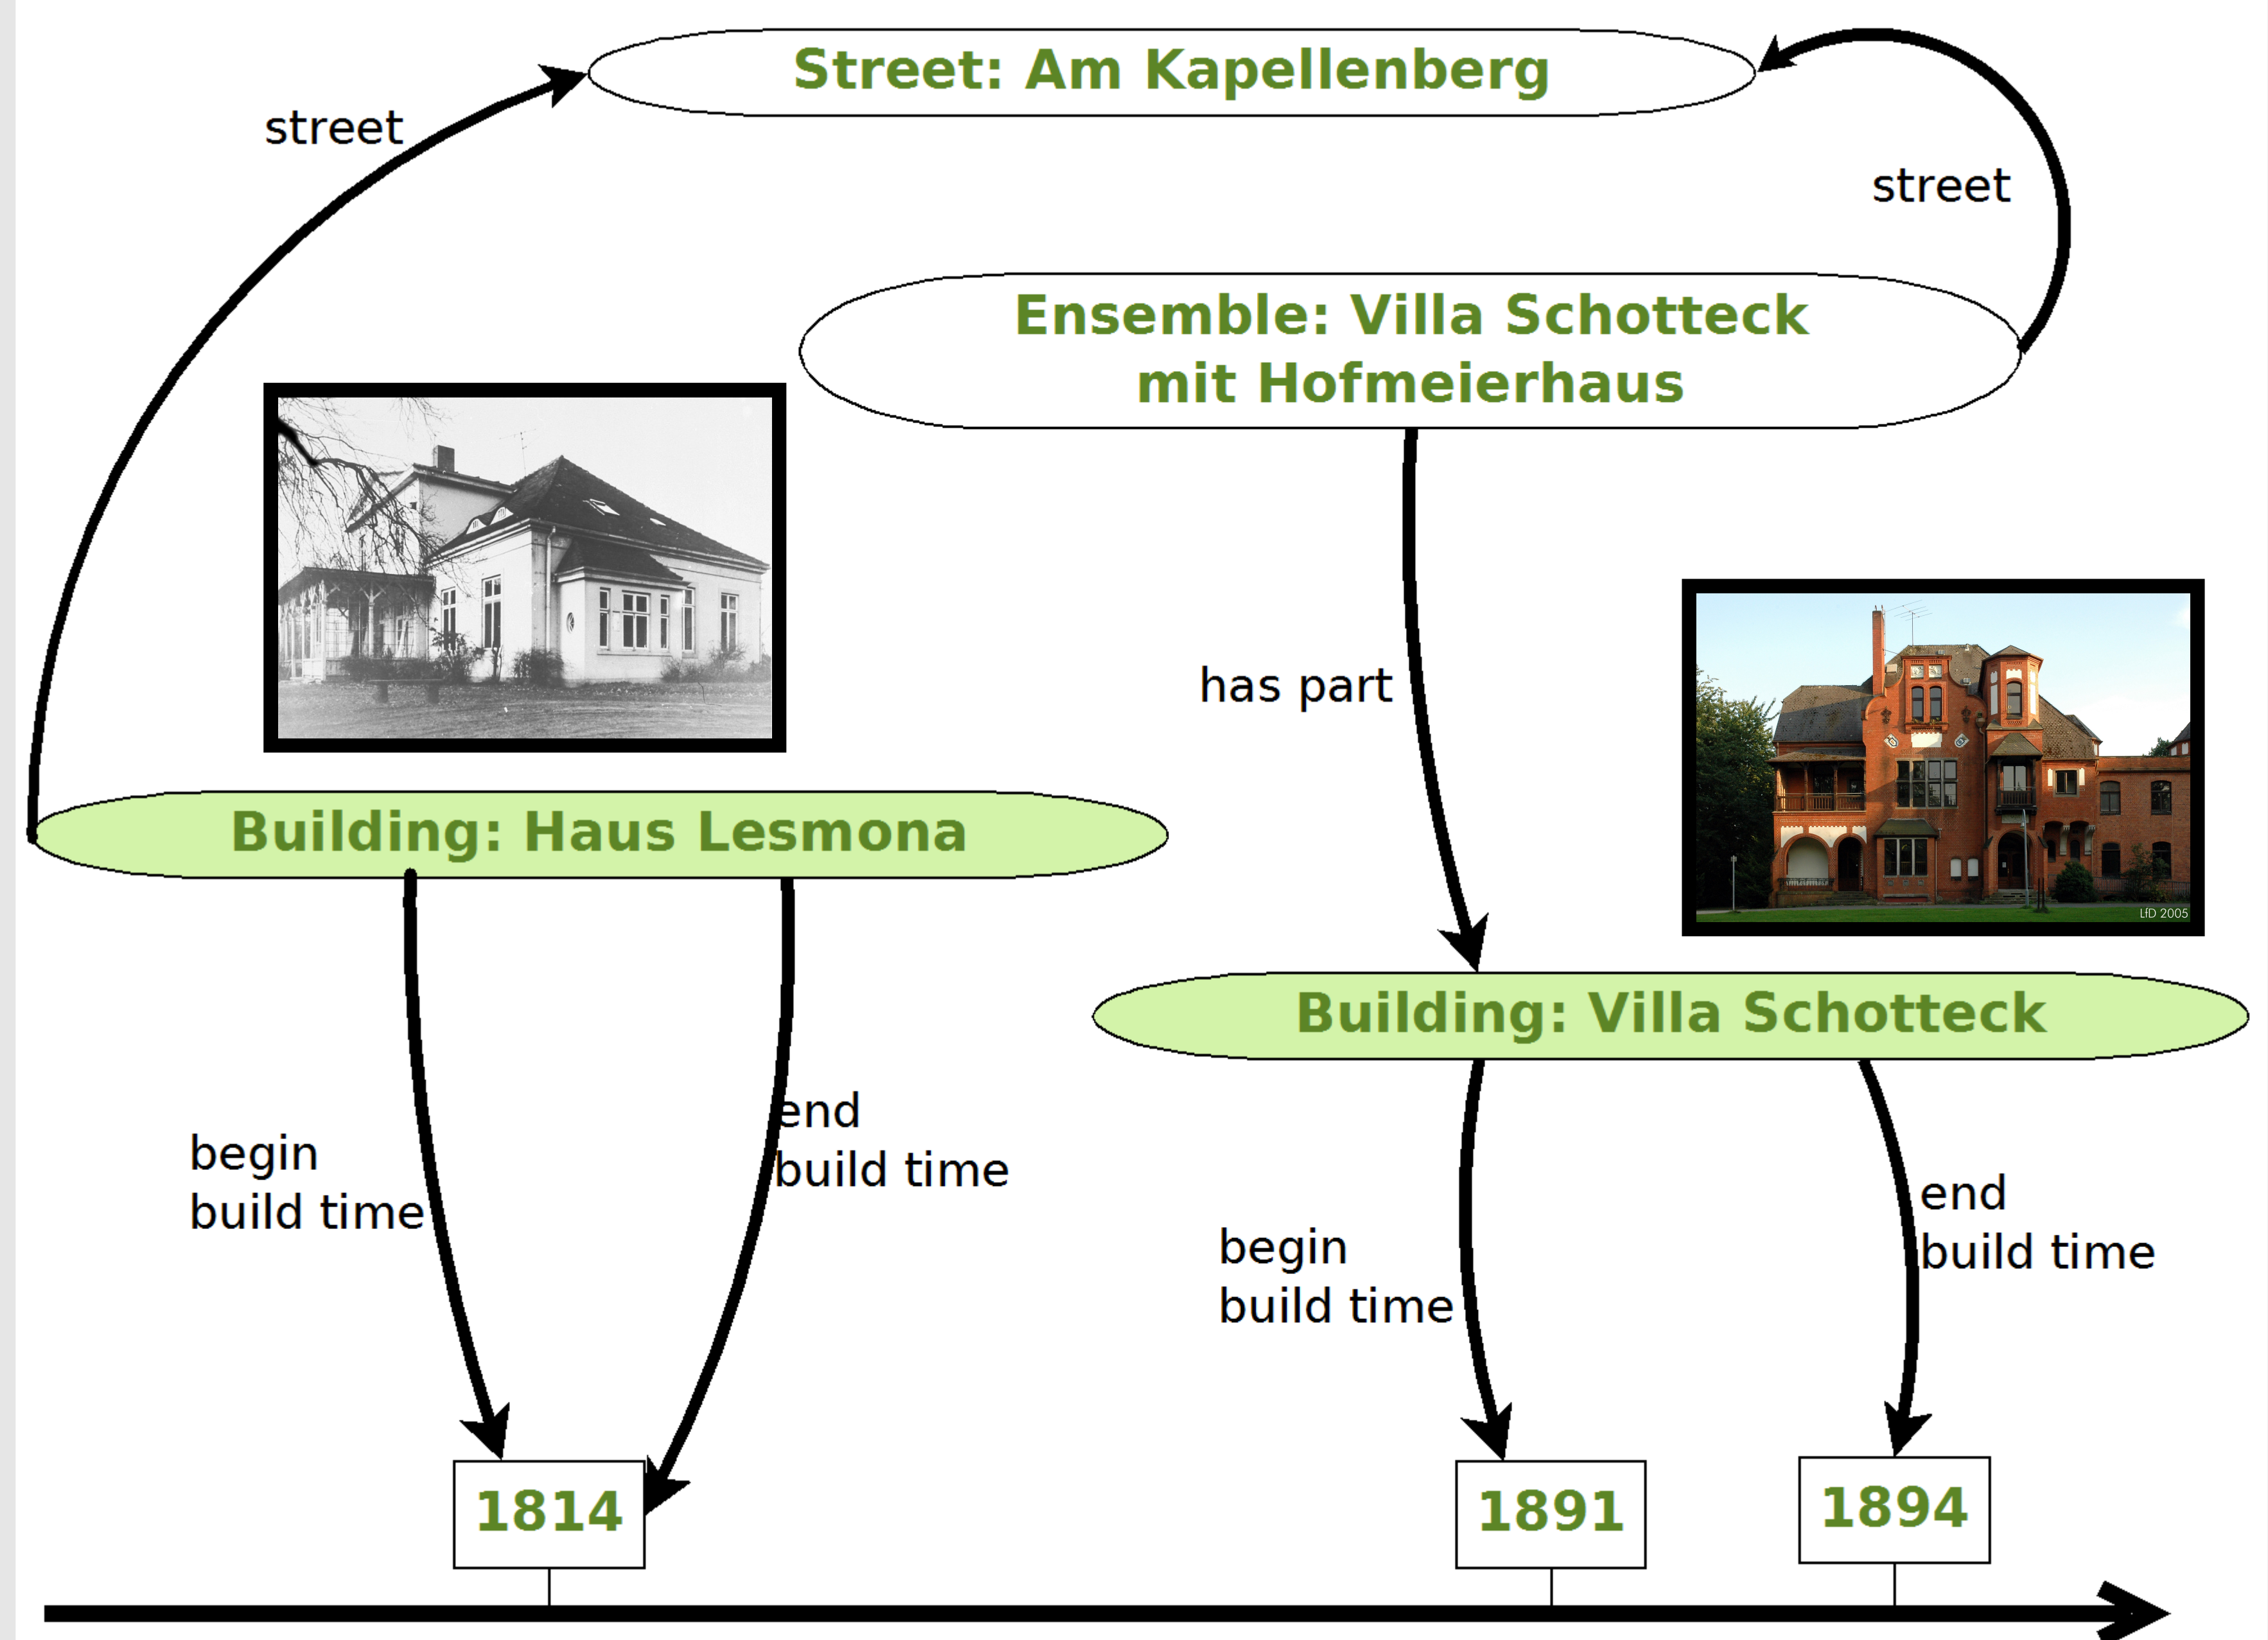 Street: Am Kapellenberg
street
street
Ensemble: Villa Schotteck
mit Hofmeierhaus
has part
LfD 2005
Building: Haus Lesmona
Building: Villa Schotteck
begin
build time
end
build time
begin
build time
end
build time
1814
1891
1894